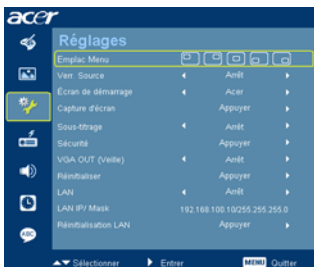 acer
Réglages
Emplac Menu
Verr. Source Arrêt
Écran de démarrage Acer
Capture d'écran Appuyer
Sous-titrage Arrêt
Sécurité Appuyer
VGA OUT (Veille) Arrêt
Réinitialiser Appuyer
LAN Arrêt
LAN IP/ Mask 192.168.100.10/255.255.255.0
Réinitialisation LAN Appuyer
ABC
Sélectionner Entrer MENU Quitter